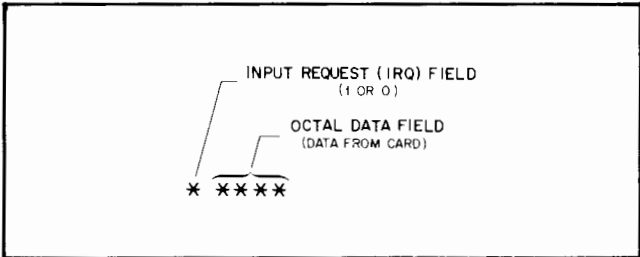 INPUT REQUEST (IRQ) FIELD
(1 OR 0)
OCTAL DATA FIELD
(DATA FROM CARD)
* ****